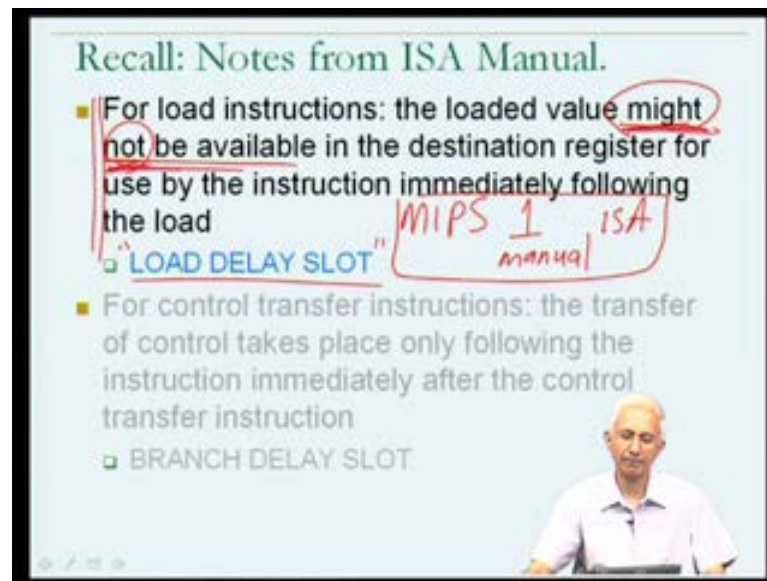 Recall: Notes from ISA Manual.
For load instructions: the loaded value might
not be available in the destination register for
use by the instruction immediately following
the load
MIPS 1 ISA
manual
"LOAD DELAY SLOT"
For control transfer instructions: the transfer
of control takes place only following the
instruction immediately after the control
transfer instruction
BRANCH DELAY SLOT